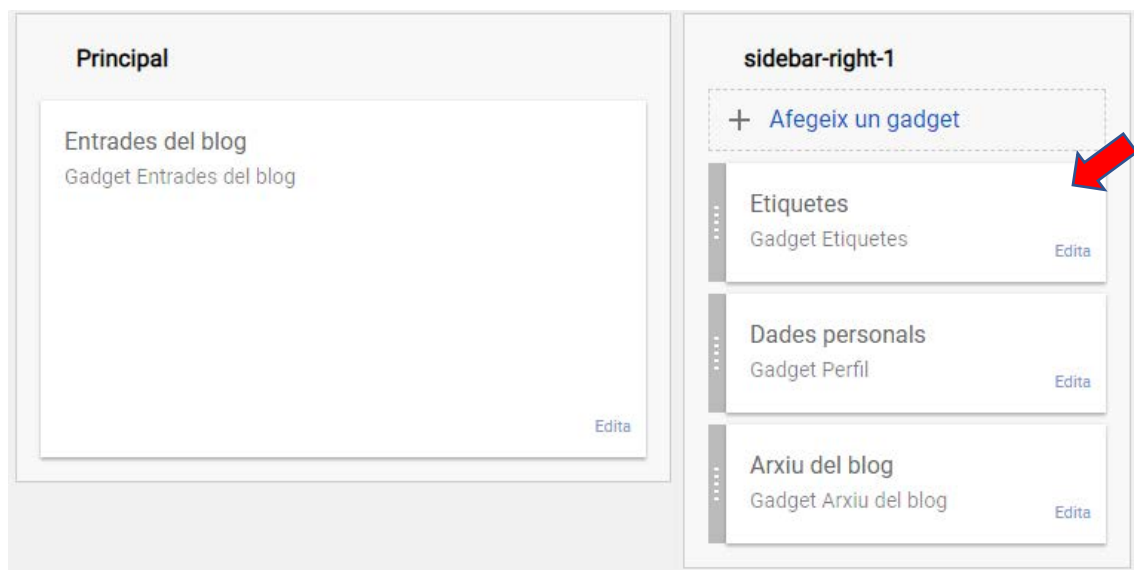 Principal
Entrades del blog
Gadget Entrades del blog
Edita
sidebar-right-1
+ Afegeix un gadget
Etiquetes
Gadget Etiquetes
Edita
Dades personals
Gadget Perfil
Edita
Arxiu del blog
Gadget Arxiu del blog
Edita